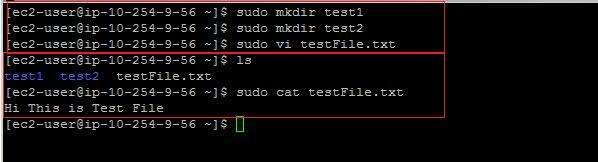 [ec2-user@ip-10-254-9-56 ~]$ sudo mkdir test1
[ec2-user@ip-10-254-9-56 ~]$ sudo mkdir test2
[ec2-user@ip-10-254-9-56 ~]$ sudo vi testFile.txt
[ec2-user@ip-10-254-9-56 ~]$ ls
test1  test2  testFile.txt
[ec2-user@ip-10-254-9-56 ~]$ sudo cat testFile.txt
Hi This is Test File
[ec2-user@ip-10-254-9-56 ~]$